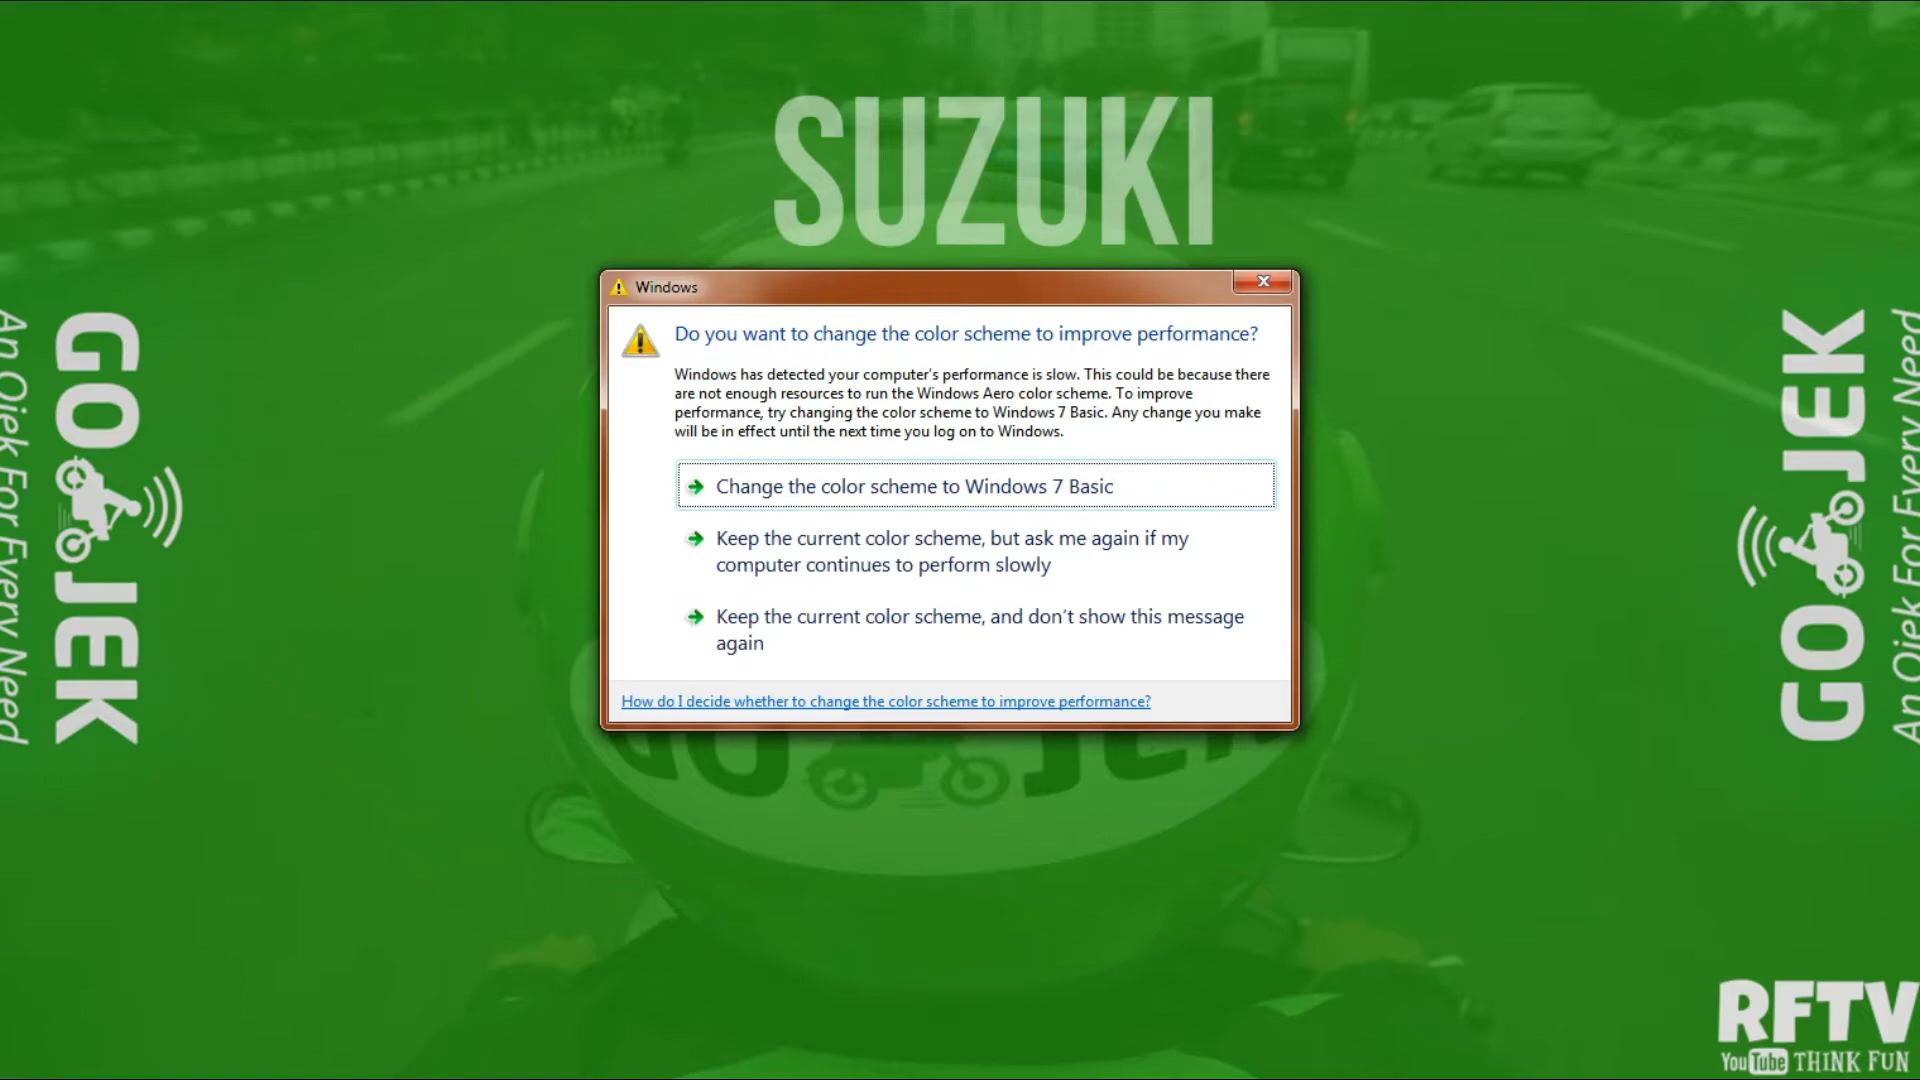 SUZUKI
Windows
Do you want to change the color scheme to improve performance?
Windows has detected your computer's performance is slow. This could be because there
are not enough resources to run the Windows Aero color scheme. To improve
performance, try changing the color scheme to Windows 7 Basic. Any change you make
will be in effect until the next time you log on to Windows.
Change the color scheme to Windows 7 Basic
Keep the current color scheme, but ask me again if my
computer continues to perform slowly
Keep the current color scheme, and don't show this message
again
How do I decide whether to change the color scheme to improve performance?
GO JEK
An Ojek For Every Need
GO JEK
An Ojek For Every Need
GO JEK
RFTV
YouTube THINK FUN